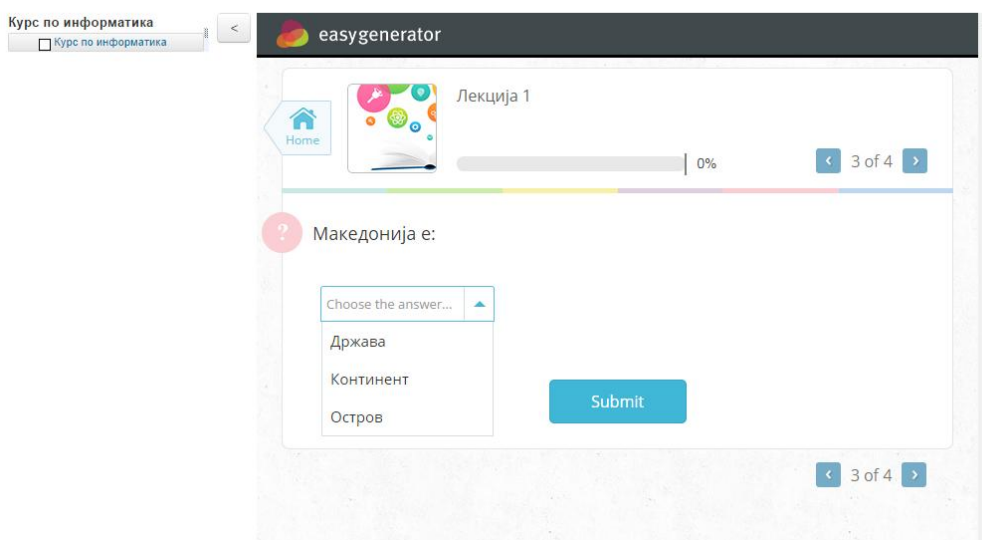 Курс по информатика
Курс по информатика
<
easygenerator
Лекција 1
Home
0%
‹ 3 of 4 ›
?
Македонија е:
Choose the answer...
Држава
Континент
Остров
Submit
‹ 3 of 4 ›